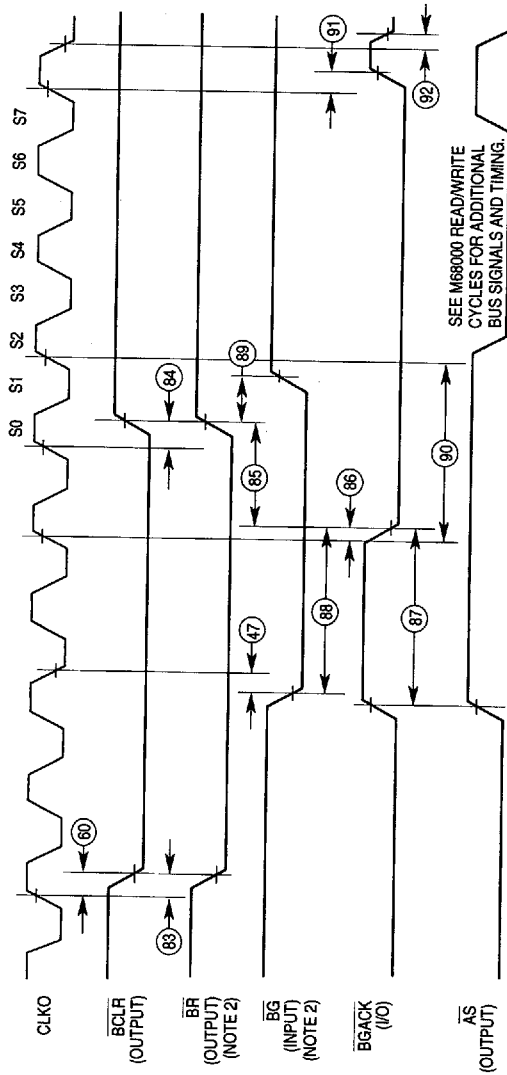 S0 S1 S2 S3 S4 S5 S6 S7
CLKO
60
83
BCLR
(OUTPUT)
84
BR
(OUTPUT)
(NOTE 2)
47
85
89
BG
(INPUT)
(NOTE 2)
88
86
91
BGACK
(I/O)
87
90
92
AS
(OUTPUT)
SEE M68000 READ/WRITE
CYCLES FOR ADDITIONAL
BUS SIGNALS AND TIMING.